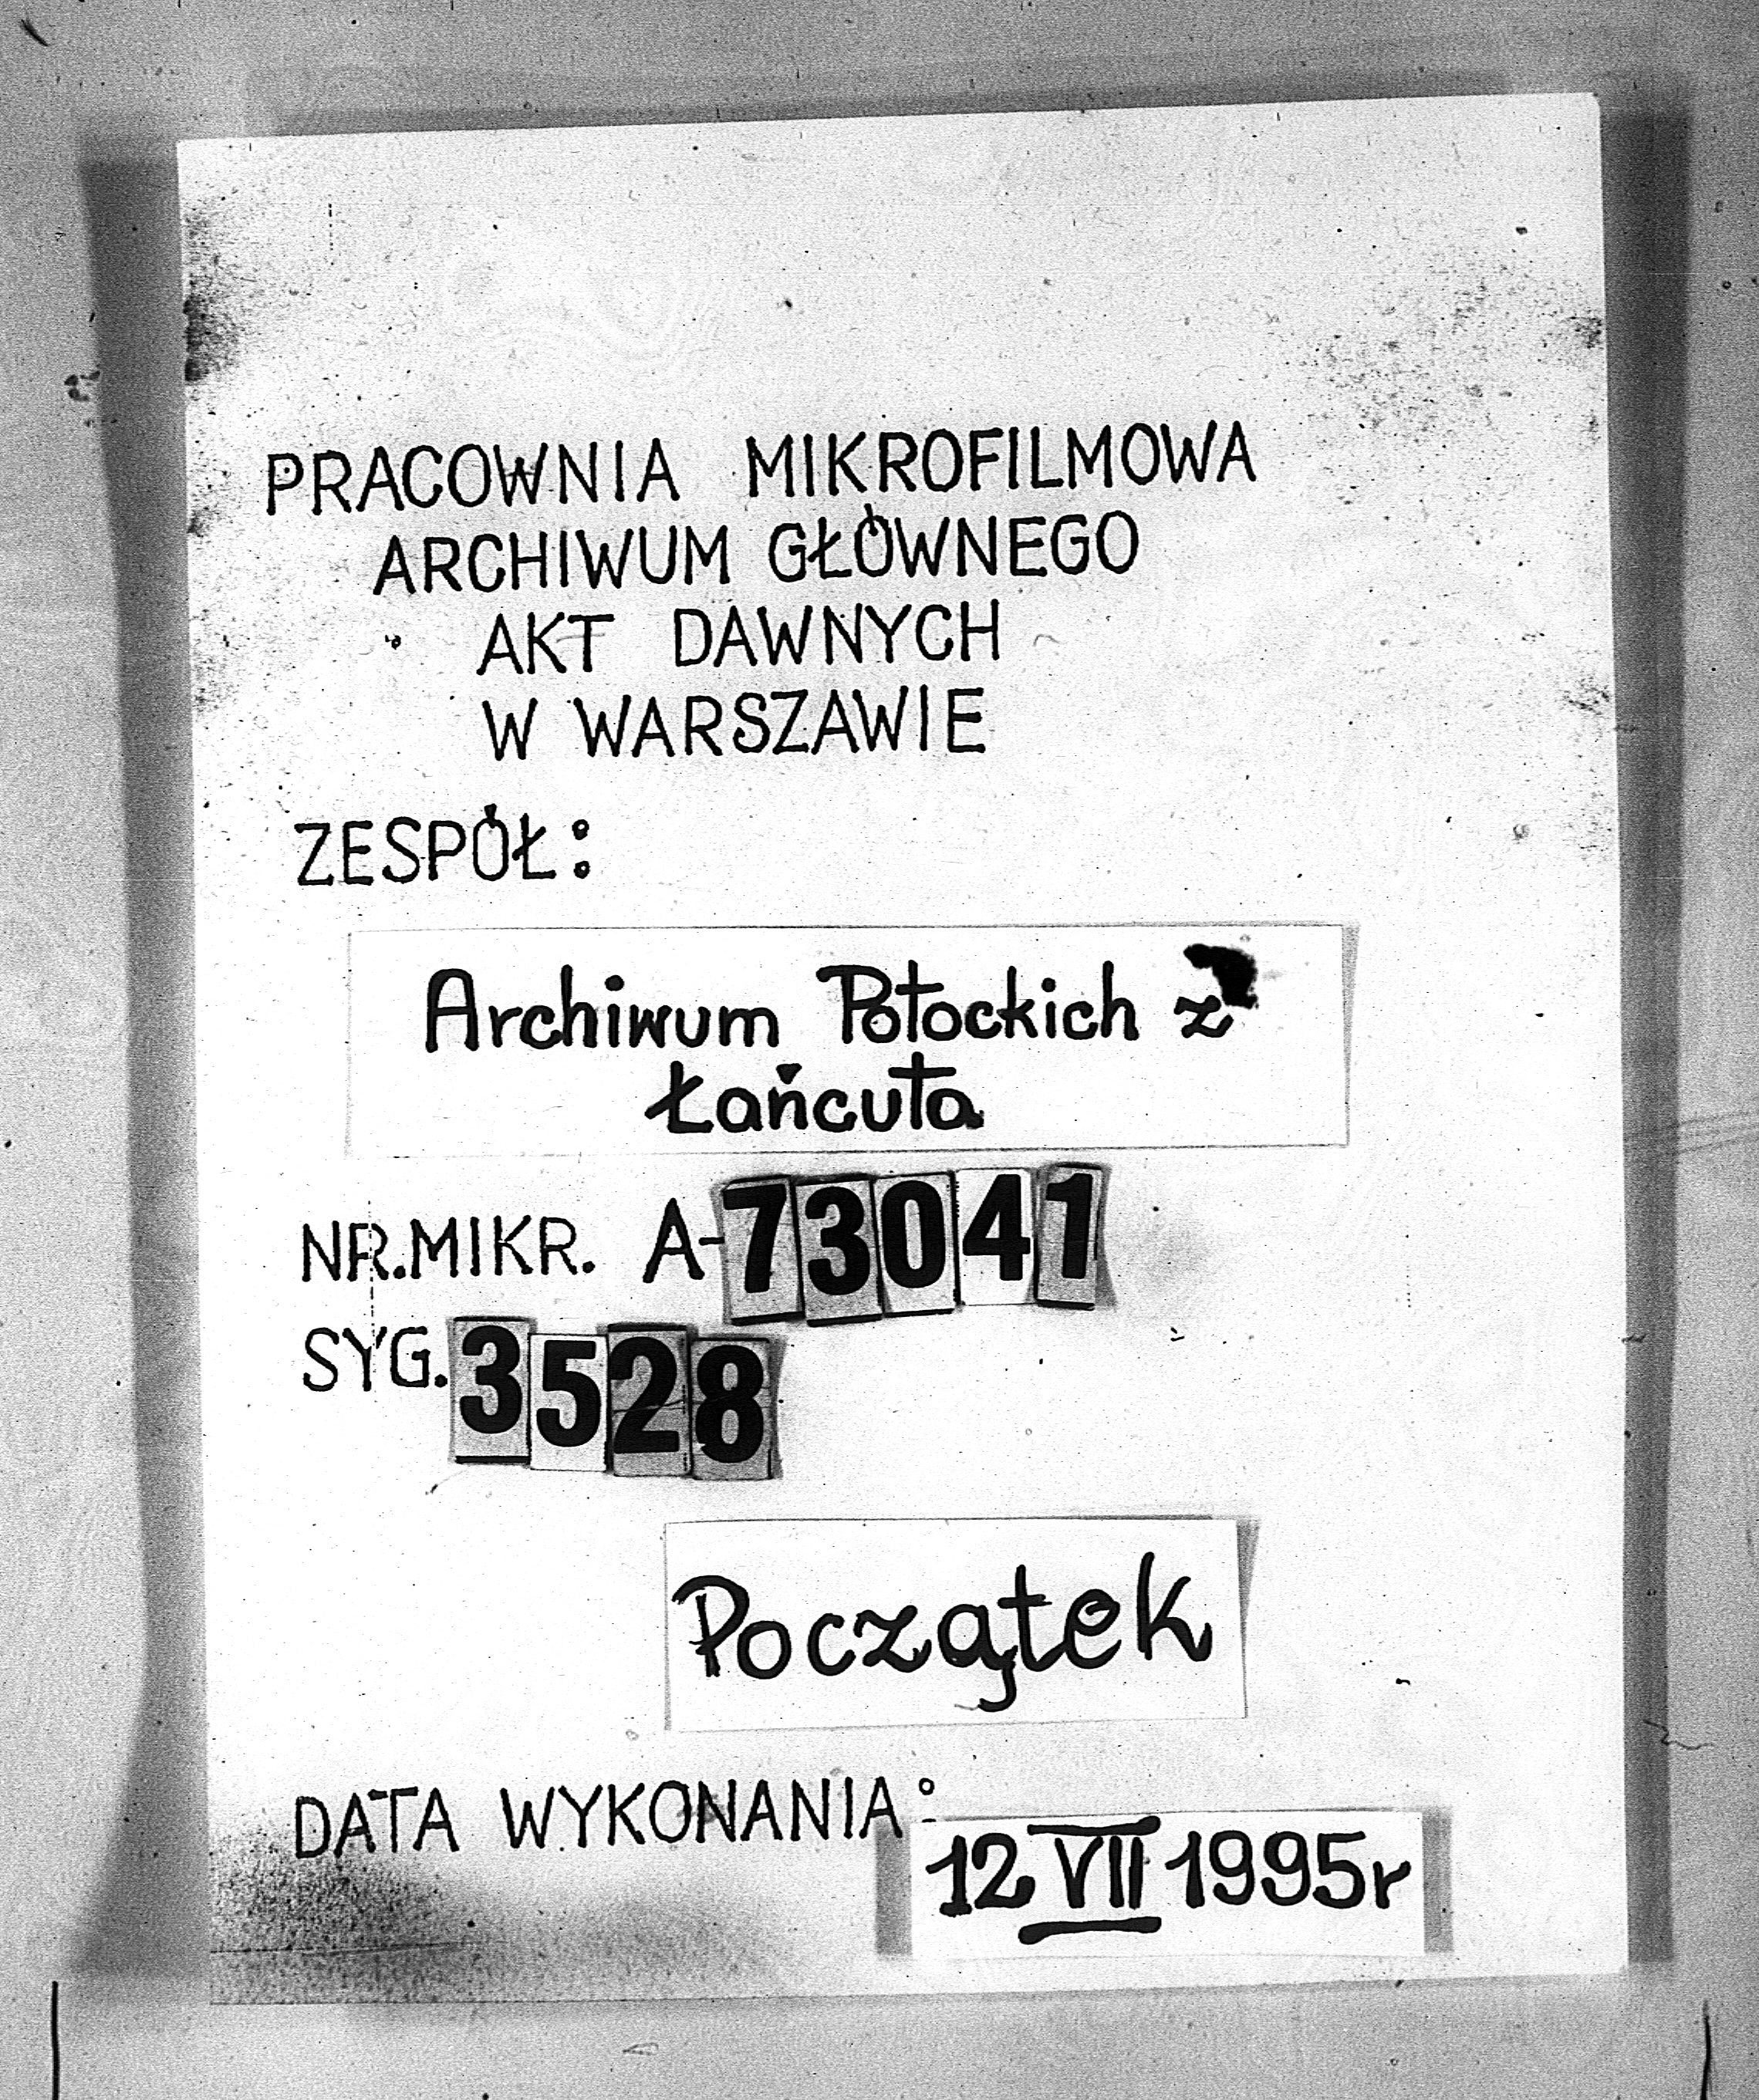 PRACOWNIA MIKROFILMOWA
ARCHIWUM GŁÓWNEGO
AKT DAWNYCH
W WARSZAWIE
ZESPÓŁ:
Archiwum Potockich z
Łańcuta
NR.MIKR. A-73041
SYG. 3528
Początek
DATA WYKONANIA:
12 VII 1995r